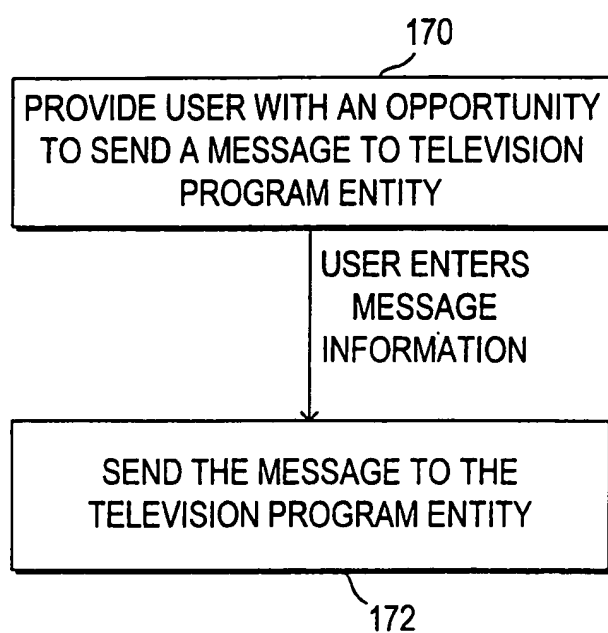 170
PROVIDE USER WITH AN OPPORTUNITY
TO SEND A MESSAGE TO TELEVISION
PROGRAM ENTITY
USER ENTERS
MESSAGE
INFORMATION
SEND THE MESSAGE TO THE
TELEVISION PROGRAM ENTITY
172